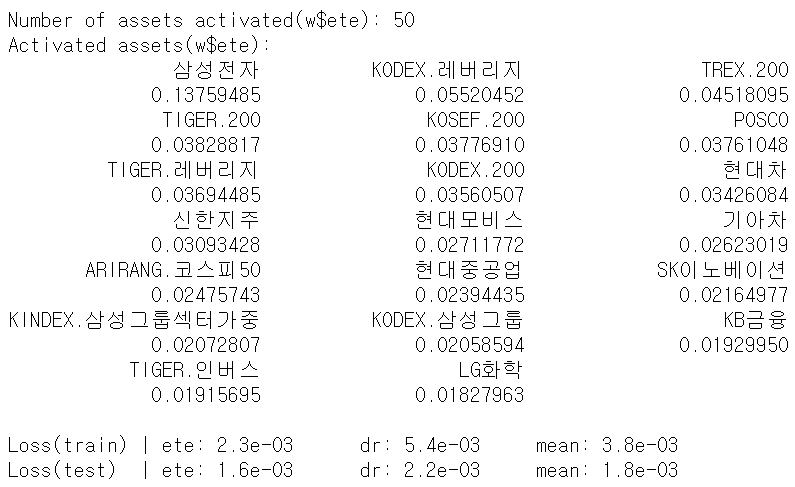 Number of assets activated(w$ete): 50
Activated assets(w$ete):
삼성전자 KODEX.레버리지 TREX.200
0.13759485 0.05520452 0.04518095
TIGER.200 KOSEF.200 POSCO
0.03828817 0.03776910 0.03761048
TIGER.레버리지 KODEX.200 현대차
0.03694485 0.03560507 0.03426084
신한지주 현대모비스 기아차
0.03093428 0.02711772 0.02623019
ARIRANG.코스피50 현대중공업 SK이노베이션
0.02475743 0.02394435 0.02164977
KINDEX.삼성그룹섹터가중 KODEX.삼성그룹 KB금융
0.02072807 0.02058594 0.01929950
TIGER.인버스 LG화학
0.01915695 0.01827963
Loss(train) | ete: 2.3e-03 dr: 5.4e-03 mean: 3.8e-03
Loss(test) | ete: 1.6e-03 dr: 2.2e-03 mean: 1.8e-03